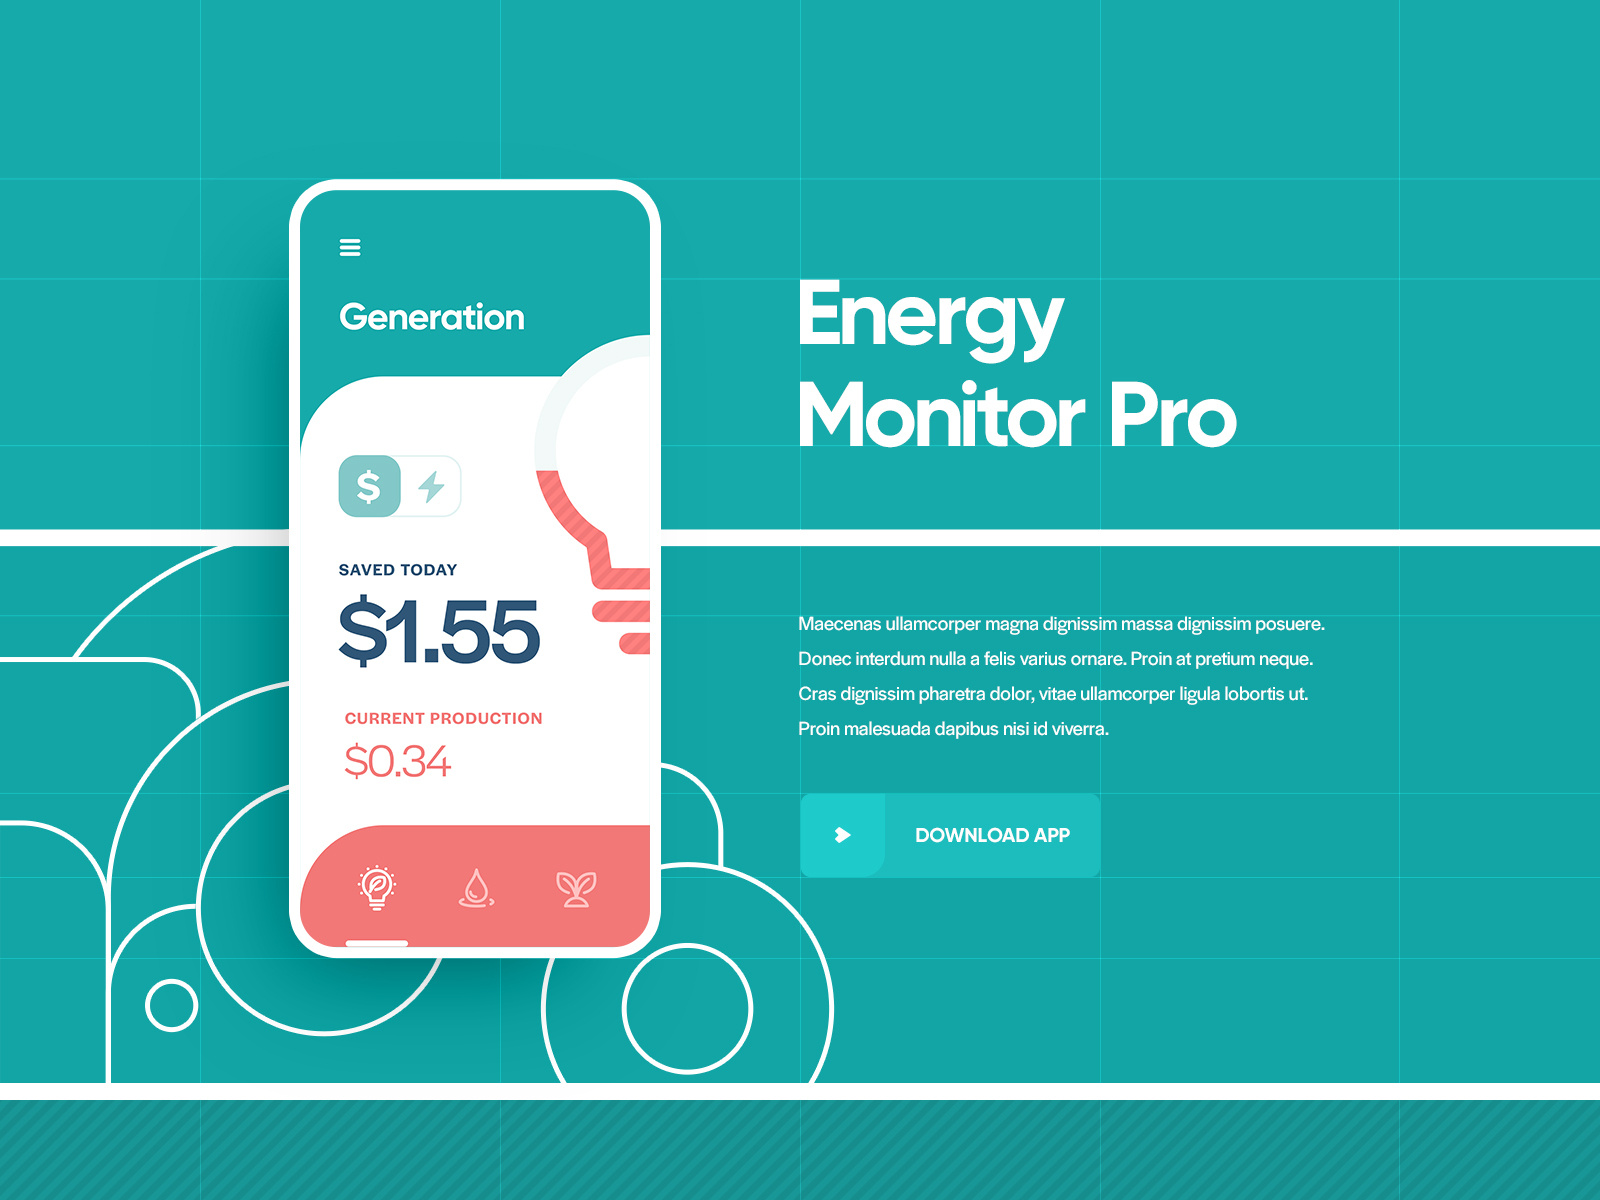 Generation
$
SAVED TODAY
$1.55
CURRENT PRODUCTION
$0.34
Energy
Monitor Pro
Maecenas ullamcorper magna dignissim massa dignissim posuere.
Donec interdum nulla a felis varius ornare. Proin at pretium neque.
Cras dignissim pharetra dolor, vitae ullamcorper ligula lobortis ut.
Proin malesuada dapibus nisi id viverra.
DOWNLOAD APP